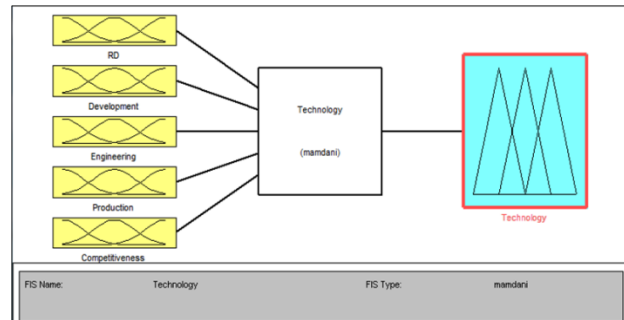 RD
Development
Engineering
Production
Competitiveness
Technology
(mamdani)
Technology
FIS Name: Technology FIS Type: mamdani